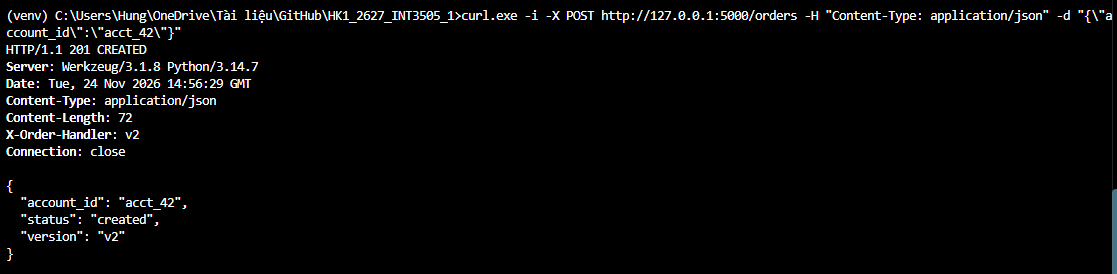 (venv) C:\Users\Hung\OneDrive\Tài liệu\GitHub\HK1_2627_INT3505_1>curl.exe -i -X POST http://127.0.0.1:5000/orders -H "Content-Type: application/json" -d "{\"a
ccount_id\":\"acct_42\"}"
HTTP/1.1 201 CREATED
Server: Werkzeug/3.1.8 Python/3.14.7
Date: Tue, 24 Nov 2026 14:56:29 GMT
Content-Type: application/json
Content-Length: 72
X-Order-Handler: v2
Connection: close

{
  "account_id": "acct_42",
  "status": "created",
  "version": "v2"
}